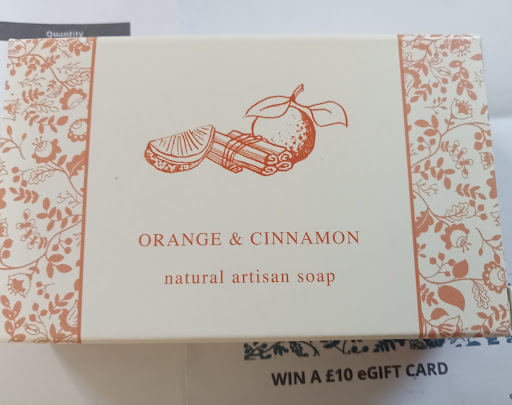 Quantity
ORANGE & CINNAMON
natural artisan soap
WIN A £10 eGIFT CARD